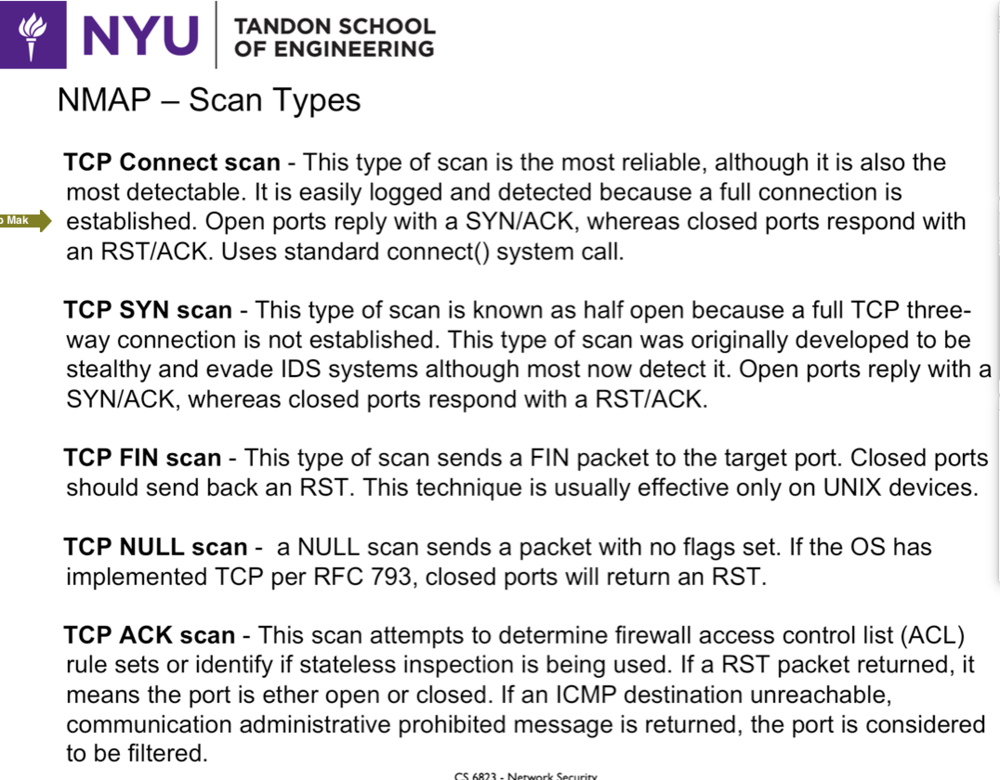 NYU
TANDON SCHOOL
OF ENGINEERING
NMAP – Scan Types
TCP Connect scan - This type of scan is the most reliable, although it is also the
most detectable. It is easily logged and detected because a full connection is
Mak
established. Open ports reply with a SYN/ACK, whereas closed ports respond with
an RST/ACK. Uses standard connect() system call.
TCP SYN scan - This type of scan is known as half open because a full TCP three-
way connection is not established. This type of scan was originally developed to be
stealthy and evade IDS systems although most now detect it. Open ports reply with a
SYN/ACK, whereas closed ports respond with a RST/ACK.
TCP FIN scan - This type of scan sends a FIN packet to the target port. Closed ports
should send back an RST. This technique is usually effective only on UNIX devices.
TCP NULL scan -  a NULL scan sends a packet with no flags set. If the OS has
implemented TCP per RFC 793, closed ports will return an RST.
TCP ACK scan - This scan attempts to determine firewall access control list (ACL)
rule sets or identify if stateless inspection is being used. If a RST packet returned, it
means the port is ether open or closed. If an ICMP destination unreachable,
communication administrative prohibited message is returned, the port is considered
to be filtered.
CS 6823 - Network Security